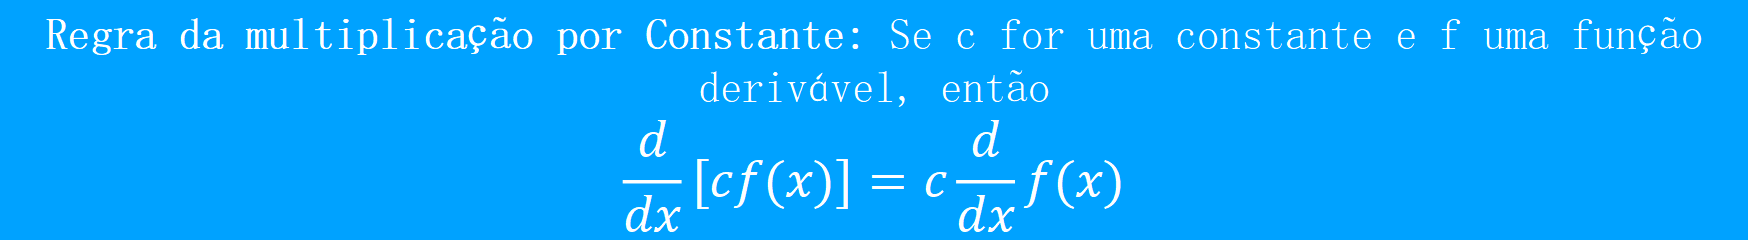 Regra da multiplicação por Constante: Se c for uma constante e f uma função
derivável, então
d/dx [cf(x)] = c d/dx f(x)